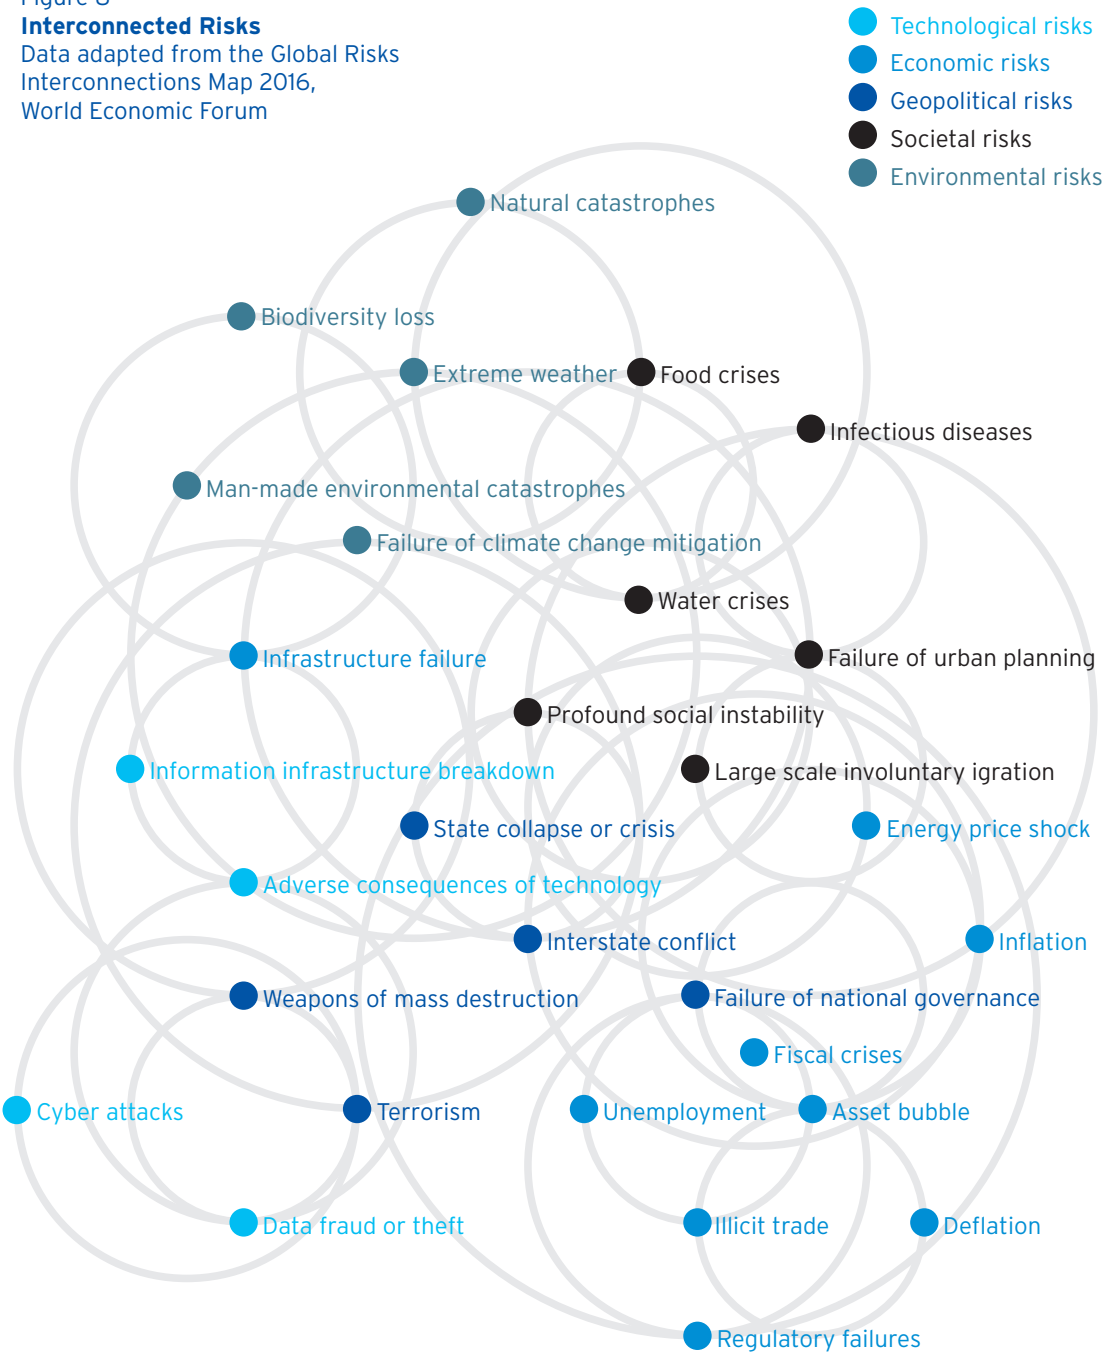 Interconnected Risks
Data adapted from the Global Risks
Interconnections Map 2016,
World Economic Forum
Technological risks
Economic risks
Geopolitical risks
Societal risks
Environmental risks
Natural catastrophes
Biodiversity loss
Extreme weather
Food crises
Infectious diseases
Man-made environmental catastrophes
Failure of climate change mitigation
Water crises
Infrastructure failure
Failure of urban planning
Profound social instability
Information infrastructure breakdown
Large scale involuntary igration
State collapse or crisis
Energy price shock
Adverse consequences of technology
Interstate conflict
Inflation
Weapons of mass destruction
Failure of national governance
Fiscal crises
Cyber attacks
Terrorism
Unemployment
Asset bubble
Data fraud or theft
Illicit trade
Deflation
Regulatory failures